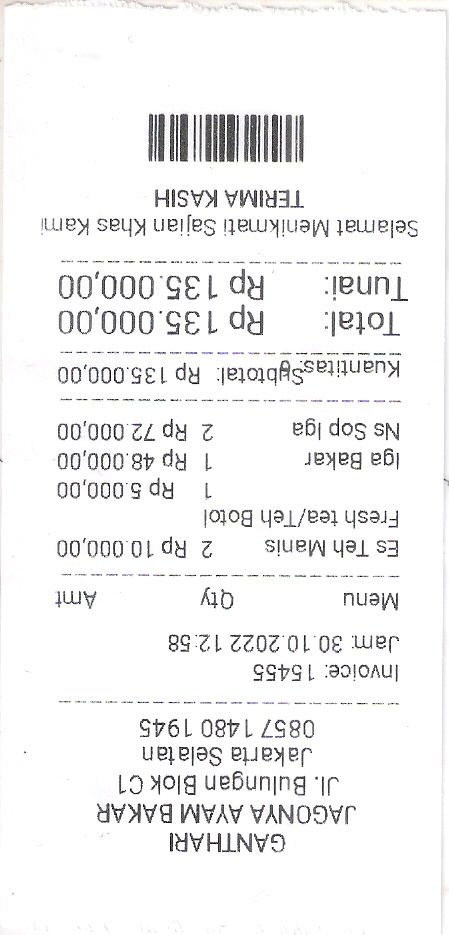 GANTHARI
JAGONYA AYAM BAKAR
Jl. Bulungan Blok C1
Jakarta Selatan
0857 1480 1945
Invoice: 15455
Jam: 30.10.2022 12:58
Menu Qty Amt
Es Teh Manis 2 Rp 10.000,00
Fresh tea/Teh Botol
1 Rp 5.000,00
Iga Bakar 1 Rp 48.000,00
Ns Sop Iga 2 Rp 72.000,00
Kuantitas: Subtotal: Rp 135.000,00
Total: Rp 135.000,00
Tunai: Rp 135.000,00
Selamat Menikmati Sajian Khas Kami
TERIMA KASIH